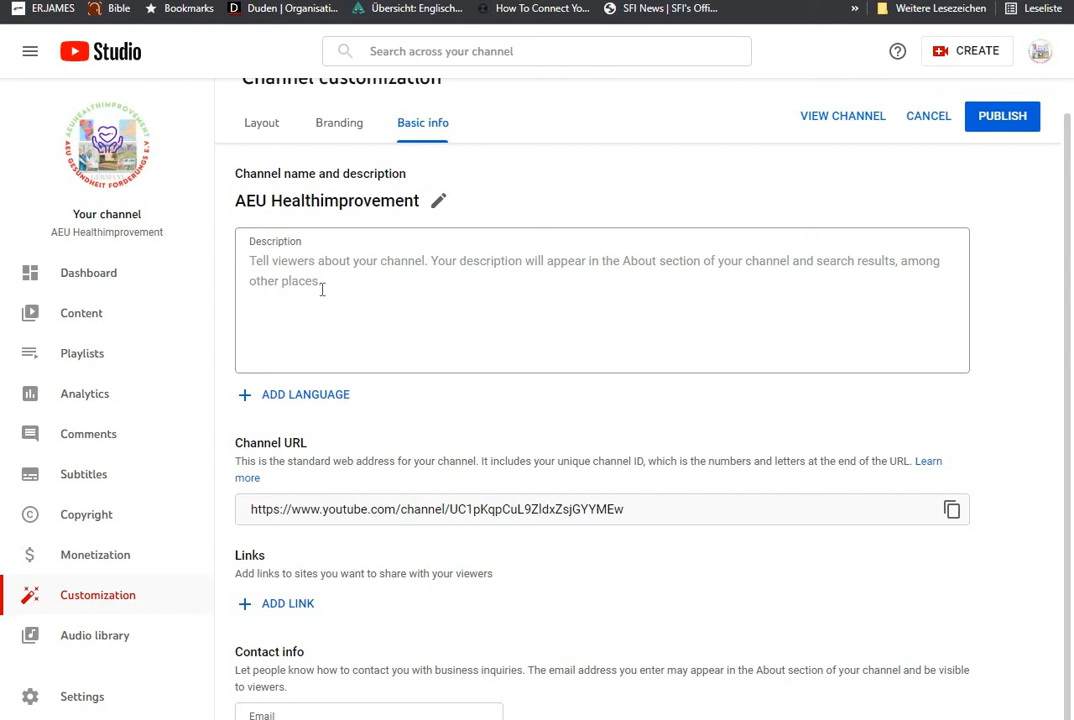 ERJAMES
Bible
Bookmarks
Duden | Organisati...
Übersicht: Englisch...
How To Connect Yo...
SFI News | SFI's Offi...
»
Weitere Lesezeichen
Leseliste
Studio
Search across your channel
CREATE
Channel customization
Layout
Branding
Basic info
VIEW CHANNEL
CANCEL
PUBLISH
AEUHEALTHIMPROVEMENT
GERMANY
AEU GESUNDHEIT FORDERUNGS E.V
Your channel
AEU Healthimprovement
Dashboard
Content
Playlists
Analytics
Comments
Subtitles
Copyright
Monetization
Customization
Audio library
Settings
Channel name and description
AEU Healthimprovement
Description
Tell viewers about your channel. Your description will appear in the About section of your channel and search results, among
other places.
ADD LANGUAGE
Channel URL
This is the standard web address for your channel. It includes your unique channel ID, which is the numbers and letters at the end of the URL. Learn
more
https://www.youtube.com/channel/UC1pKqpCuL9ZldxZsjGYYMEw
Links
Add links to sites you want to share with your viewers
ADD LINK
Contact info
Let people know how to contact you with business inquiries. The email address you enter may appear in the About section of your channel and be visible
to viewers.
Email